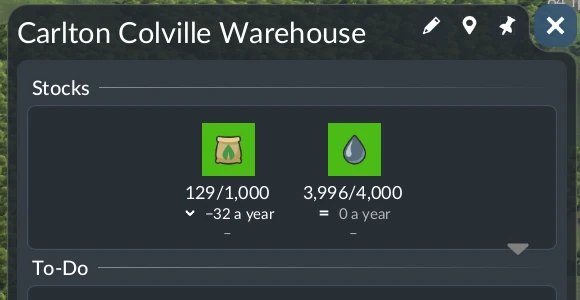 Carlton Colville Warehouse
Stocks
129/1,000 3,996/4,000
−32 a year = 0 a year
– –
To-Do